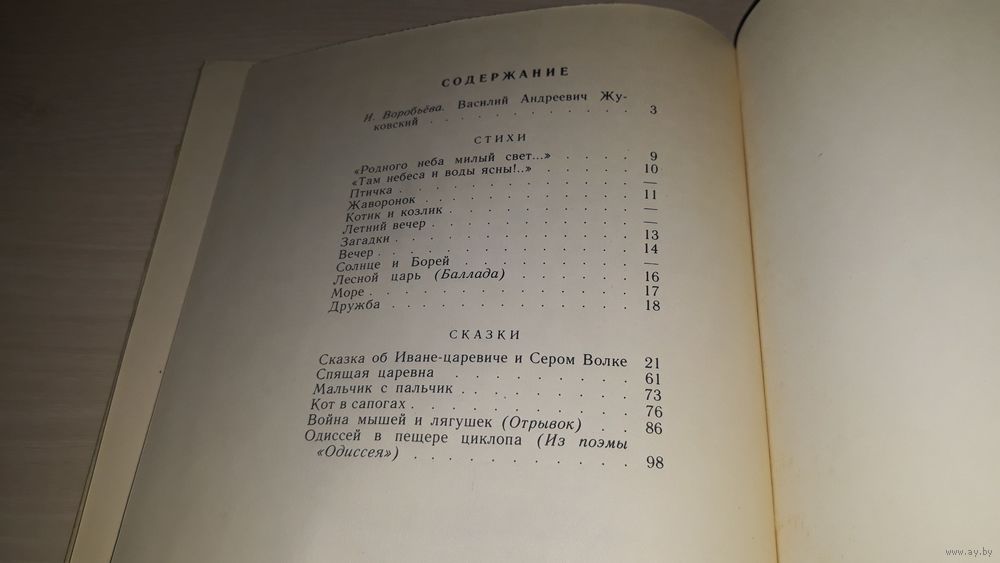 СОДЕРЖАНИЕ
И. Воробьёва. Василий Андреевич Жу-
ковский . . . . . . . . . . . . 3
СТИХИ
«Родного неба милый свет...» . . . . 9
«Там небеса и воды ясны!..» . . . . . 10
Птичка . . . . . . . . . . . . —
Жаворонок . . . . . . . . . . . 11
Котик и козлик . . . . . . . . . —
Летний вечер . . . . . . . . . . —
Загадки . . . . . . . . . . . . 13
Вечер . . . . . . . . . . . . . 14
Солнце и Борей . . . . . . . . . —
Лесной царь (Баллада) . . . . . . 16
Море . . . . . . . . . . . . . 17
Дружба . . . . . . . . . . . . 18
СКАЗКИ
Сказка об Иване-царевиче и Сером Волке 21
Спящая царевна . . . . . . . . . 61
Мальчик с пальчик . . . . . . . . 73
Кот в сапогах . . . . . . . . . . 76
Война мышей и лягушек (Отрывок) . . 86
Одиссей в пещере циклопа (Из поэмы
«Одиссея») . . . . . . . . . . . 98
www.ay.by